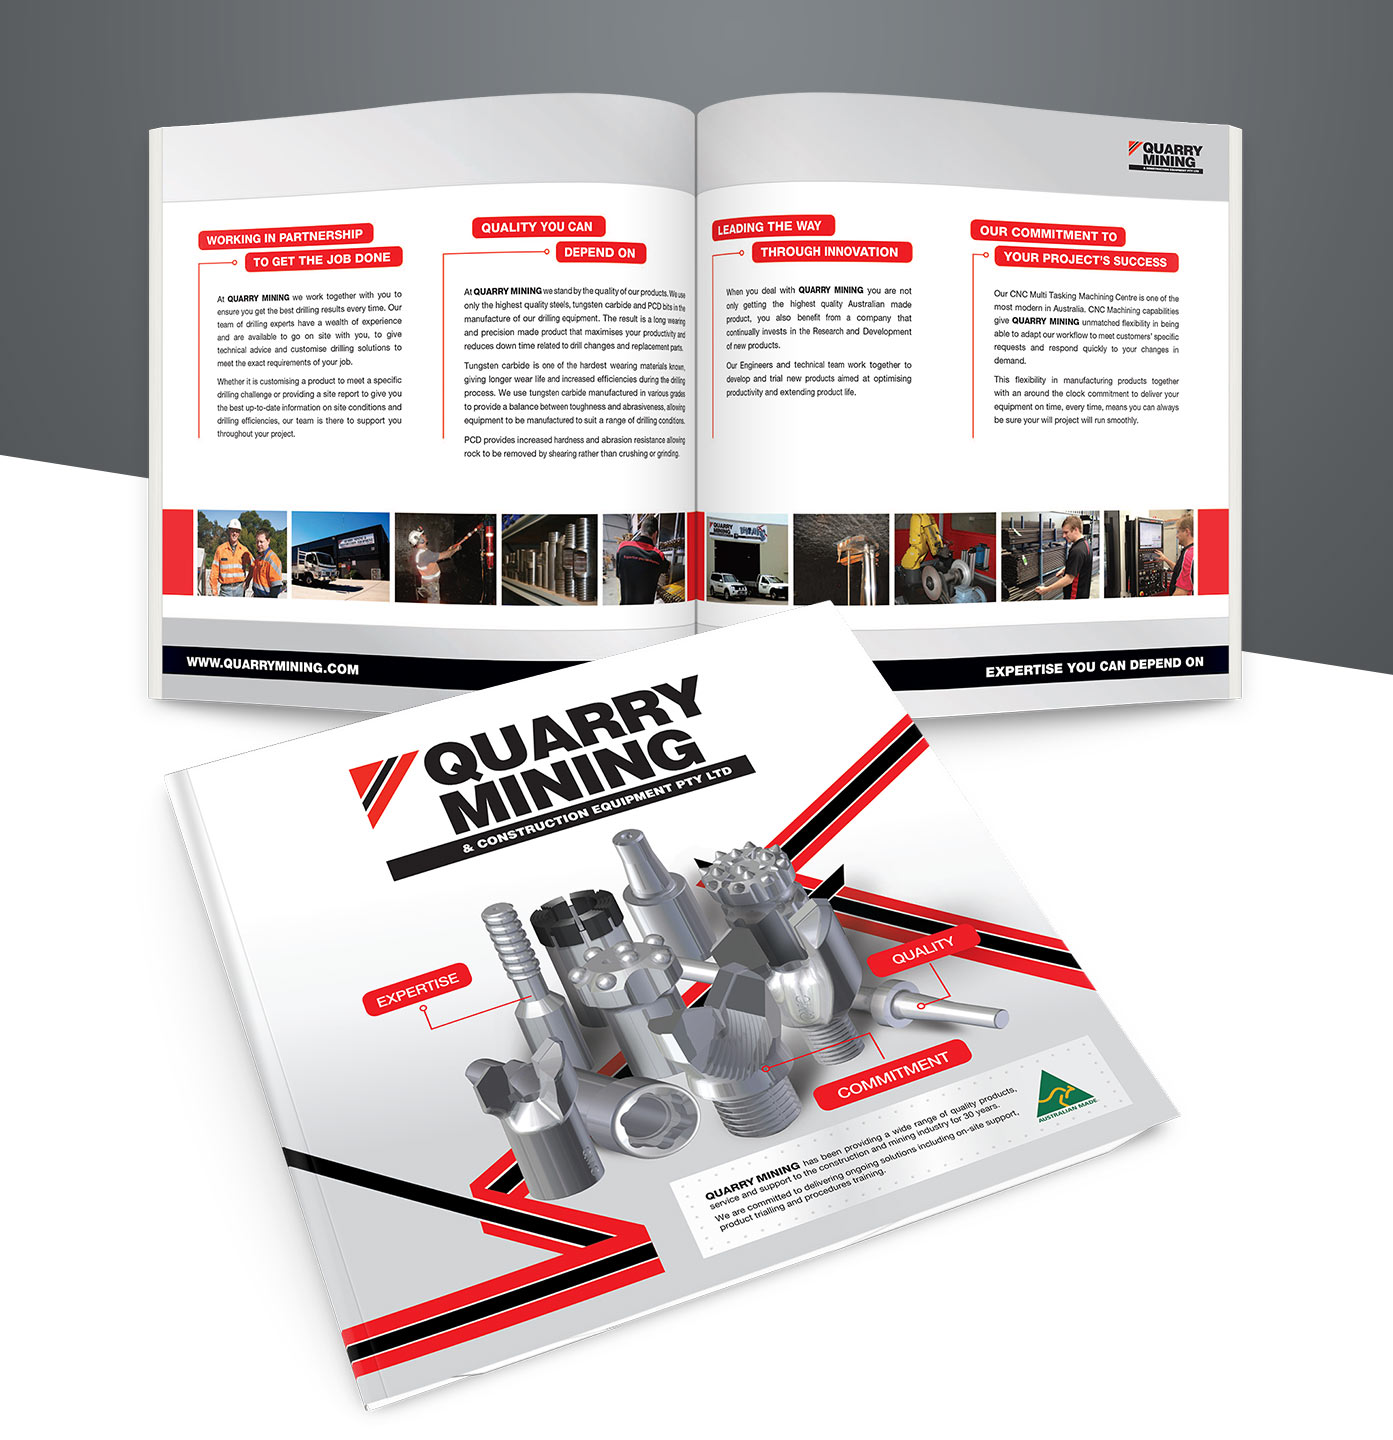 QUARRY
MINING
& CONSTRUCTION EQUIPMENT PTY LTD
WORKING IN PARTNERSHIP
TO GET THE JOB DONE
At QUARRY MINING we work together with you to
ensure you get the best drilling results every time. Our
team of drilling experts have a wealth of experience
and are available to go on site with you, to give
technical advice and customise drilling solutions to
meet the exact requirements of your job.
Whether it is customising a product to meet a specific
drilling challenge or providing a site report to give you
the best up-to-date information on site conditions and
drilling efficiencies, our team is there to support you
throughout your project.
QUALITY YOU CAN
DEPEND ON
At QUARRY MINING we stand by the quality of our products. We use
only the highest quality steels, tungsten carbide and PCD bits in the
manufacture of our drilling equipment. The result is a long wearing
and precision made product that maximises your productivity and
reduces down time related to drill changes and replacement parts.
Tungsten carbide is one of the hardest wearing materials known,
giving longer wear life and increased efficiencies during the drilling
process. We use tungsten carbide manufactured in various grades
to provide a balance between toughness and abrasiveness, allowing
equipment to be manufactured to suit a range of drilling conditions.
PCD provides increased hardness and abrasion resistance allowing
rock to be removed by shearing rather than crushing or grinding.
LEADING THE WAY
THROUGH INNOVATION
When you deal with QUARRY MINING you are not
only getting the highest quality Australian made
product, you also benefit from a company that
continually invests in the Research and Development
of new products.
Our Engineers and technical team work together to
develop and trial new products aimed at optimising
productivity and extending product life.
OUR COMMITMENT TO
YOUR PROJECT'S SUCCESS
Our CNC Multi Tasking Machining Centre is one of the
most modern in Australia. CNC Machining capabilities
give QUARRY MINING unmatched flexibility in being
able to adapt our workflow to meet customers' specific
requests and respond quickly to your changes in
demand.
This flexibility in manufacturing products together
with an around the clock commitment to deliver your
equipment on time, every time, means you can always
be sure your will project will run smoothly.
QUARRY
MINING
WWW.QUARRYMINING.COM
EXPERTISE YOU CAN DEPEND ON
QUARRY
MINING
& CONSTRUCTION EQUIPMENT PTY LTD
EXPERTISE
QUALITY
COMMITMENT
AUSTRALIAN MADE
QUARRY MINING has been providing a wide range of quality products,
service and support to the construction and mining industry for 30 years.
We are committed to delivering ongoing solutions including on-site support,
product trialling and procedures training.